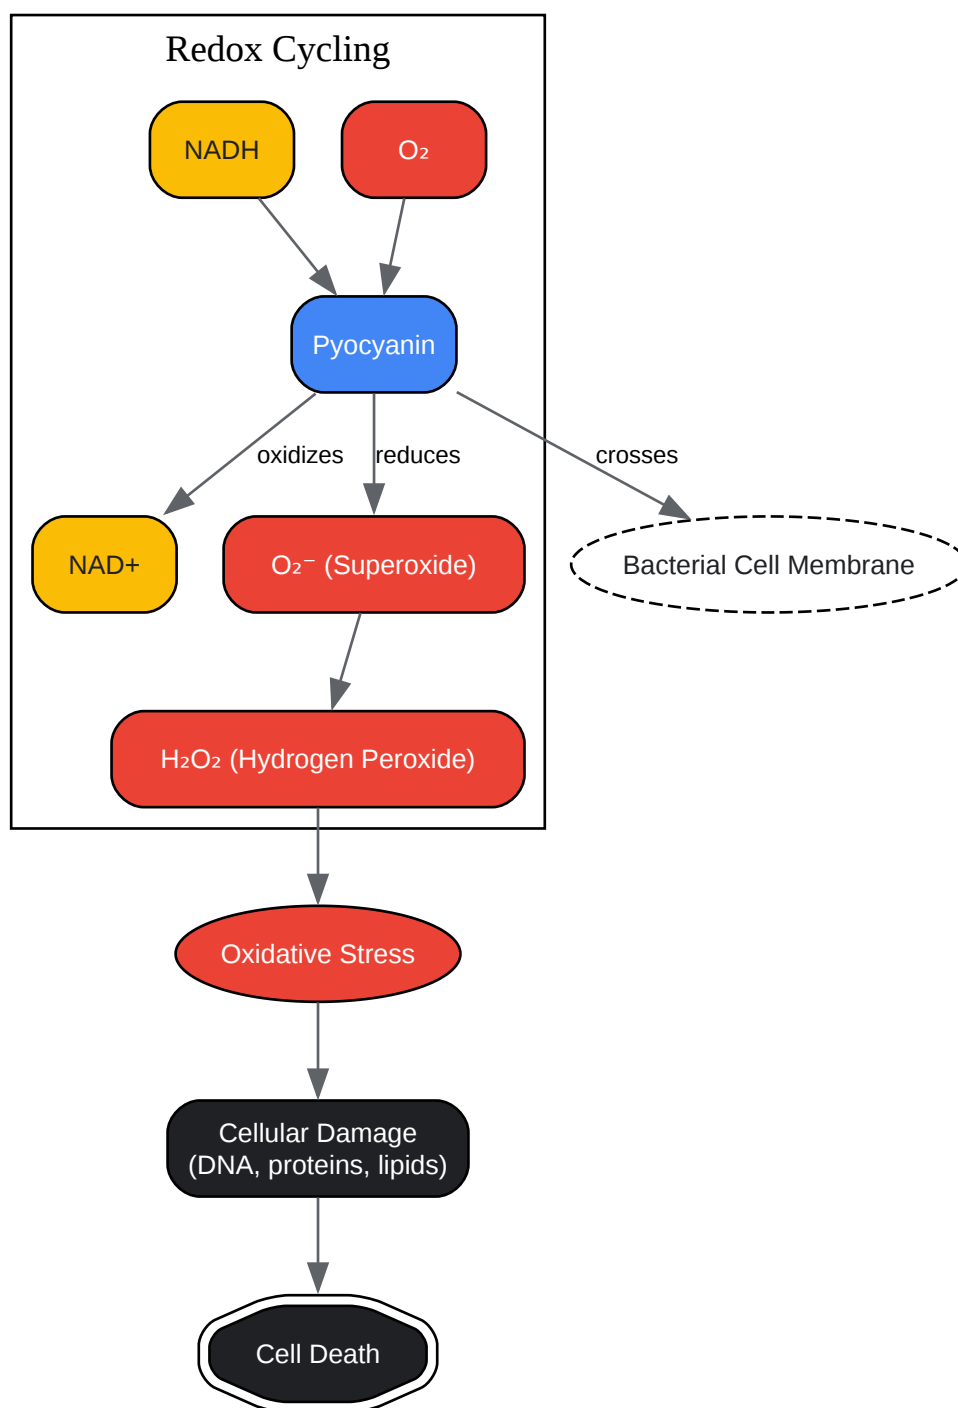 Redox Cycling
NADH
O₂
Pyocyanin
oxidizes
reduces
crosses
NAD+
O₂⁻ (Superoxide)
Bacterial Cell Membrane
H₂O₂ (Hydrogen Peroxide)
Oxidative Stress
Cellular Damage
(DNA, proteins, lipids)
Cell Death